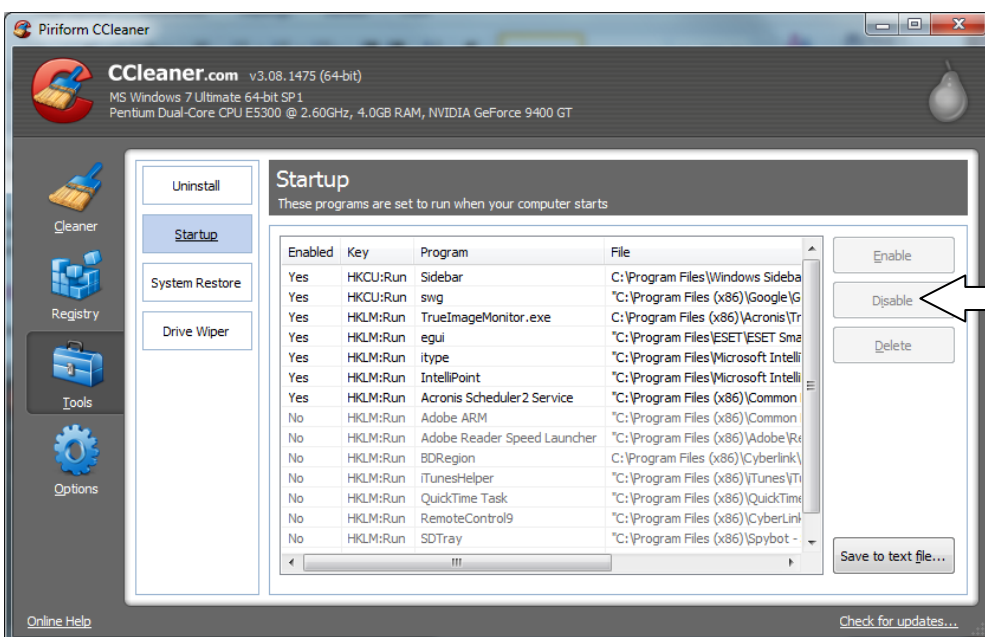 Piriform CCleaner
CCleaner.com v3.08.1475 (64-bit)
MS Windows 7 Ultimate 64-bit SP1
Pentium Dual-Core CPU E5300 @ 2.60GHz, 4.0GB RAM, NVIDIA GeForce 9400 GT
Cleaner
Registry
Tools
Options
Uninstall
Startup
System Restore
Drive Wiper
Startup
These programs are set to run when your computer starts
Enabled Key Program File
Yes HKCU:Run Sidebar C:\Program Files\Windows Sideba
Yes HKCU:Run swg "C:\Program Files (x86)\Google\G
Yes HKLM:Run TrueImageMonitor.exe C:\Program Files (x86)\Acronis\Tr
Yes HKLM:Run egui "C:\Program Files\ESET\ESET Sma
Yes HKLM:Run itype "C:\Program Files\Microsoft Intelli
Yes HKLM:Run IntelliPoint "C:\Program Files\Microsoft Intelli
Yes HKLM:Run Acronis Scheduler2 Service "C:\Program Files (x86)\Common
No HKLM:Run Adobe ARM "C:\Program Files (x86)\Common
No HKLM:Run Adobe Reader Speed Launcher "C:\Program Files (x86)\Adobe\Re
No HKLM:Run BDRegion C:\Program Files (x86)\Cyberlink\
No HKLM:Run iTunesHelper "C:\Program Files (x86)\iTunes\iTu
No HKLM:Run QuickTime Task "C:\Program Files (x86)\QuickTime
No HKLM:Run RemoteControl9 "C:\Program Files (x86)\CyberLink
No HKLM:Run SDTray "C:\Program Files (x86)\Spybot -
Enable
Disable
Delete
Save to text file...
Online Help
Check for updates...